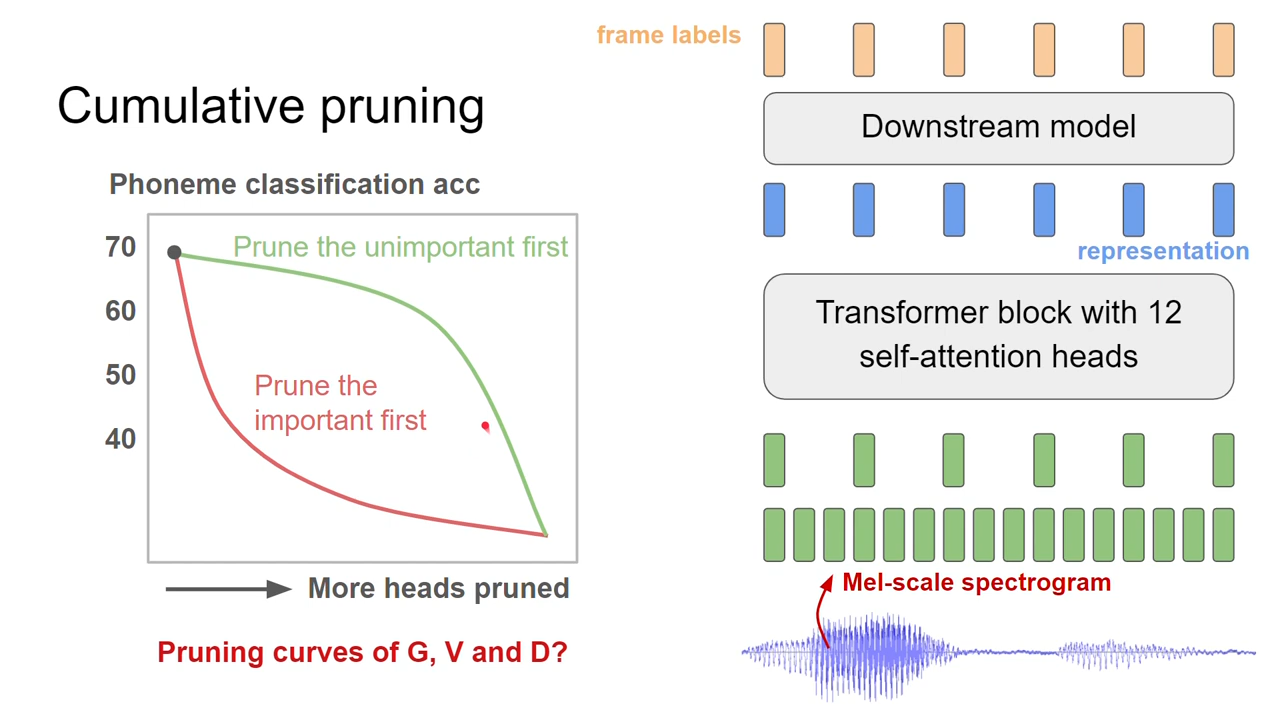 frame labels
Cumulative pruning
Downstream model
Phoneme classification acc
70
60
50
40
Prune the unimportant first
Prune the
important first
More heads pruned
Pruning curves of G, V and D?
representation
Transformer block with 12
self-attention heads
Mel-scale spectrogram